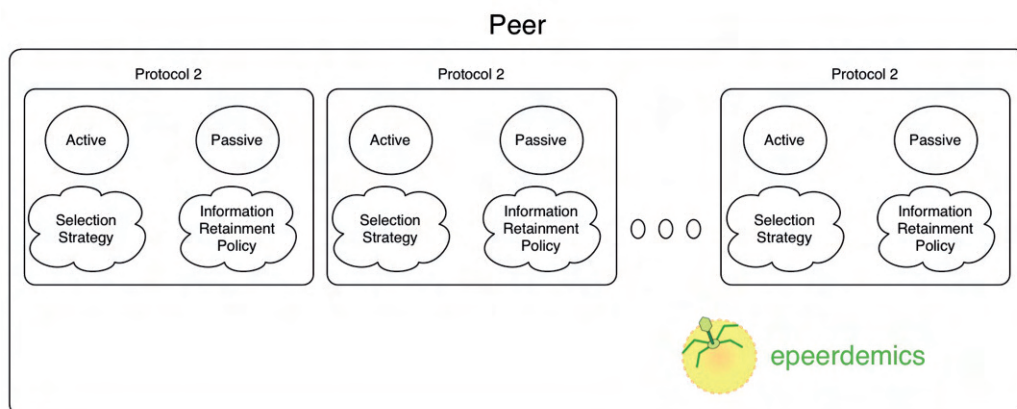 Peer
Protocol 2
Active
Passive
Selection
Strategy
Information
Retainment
Policy
Protocol 2
Active
Passive
Selection
Strategy
Information
Retainment
Policy
Protocol 2
Active
Passive
Selection
Strategy
Information
Retainment
Policy
epeerdemics